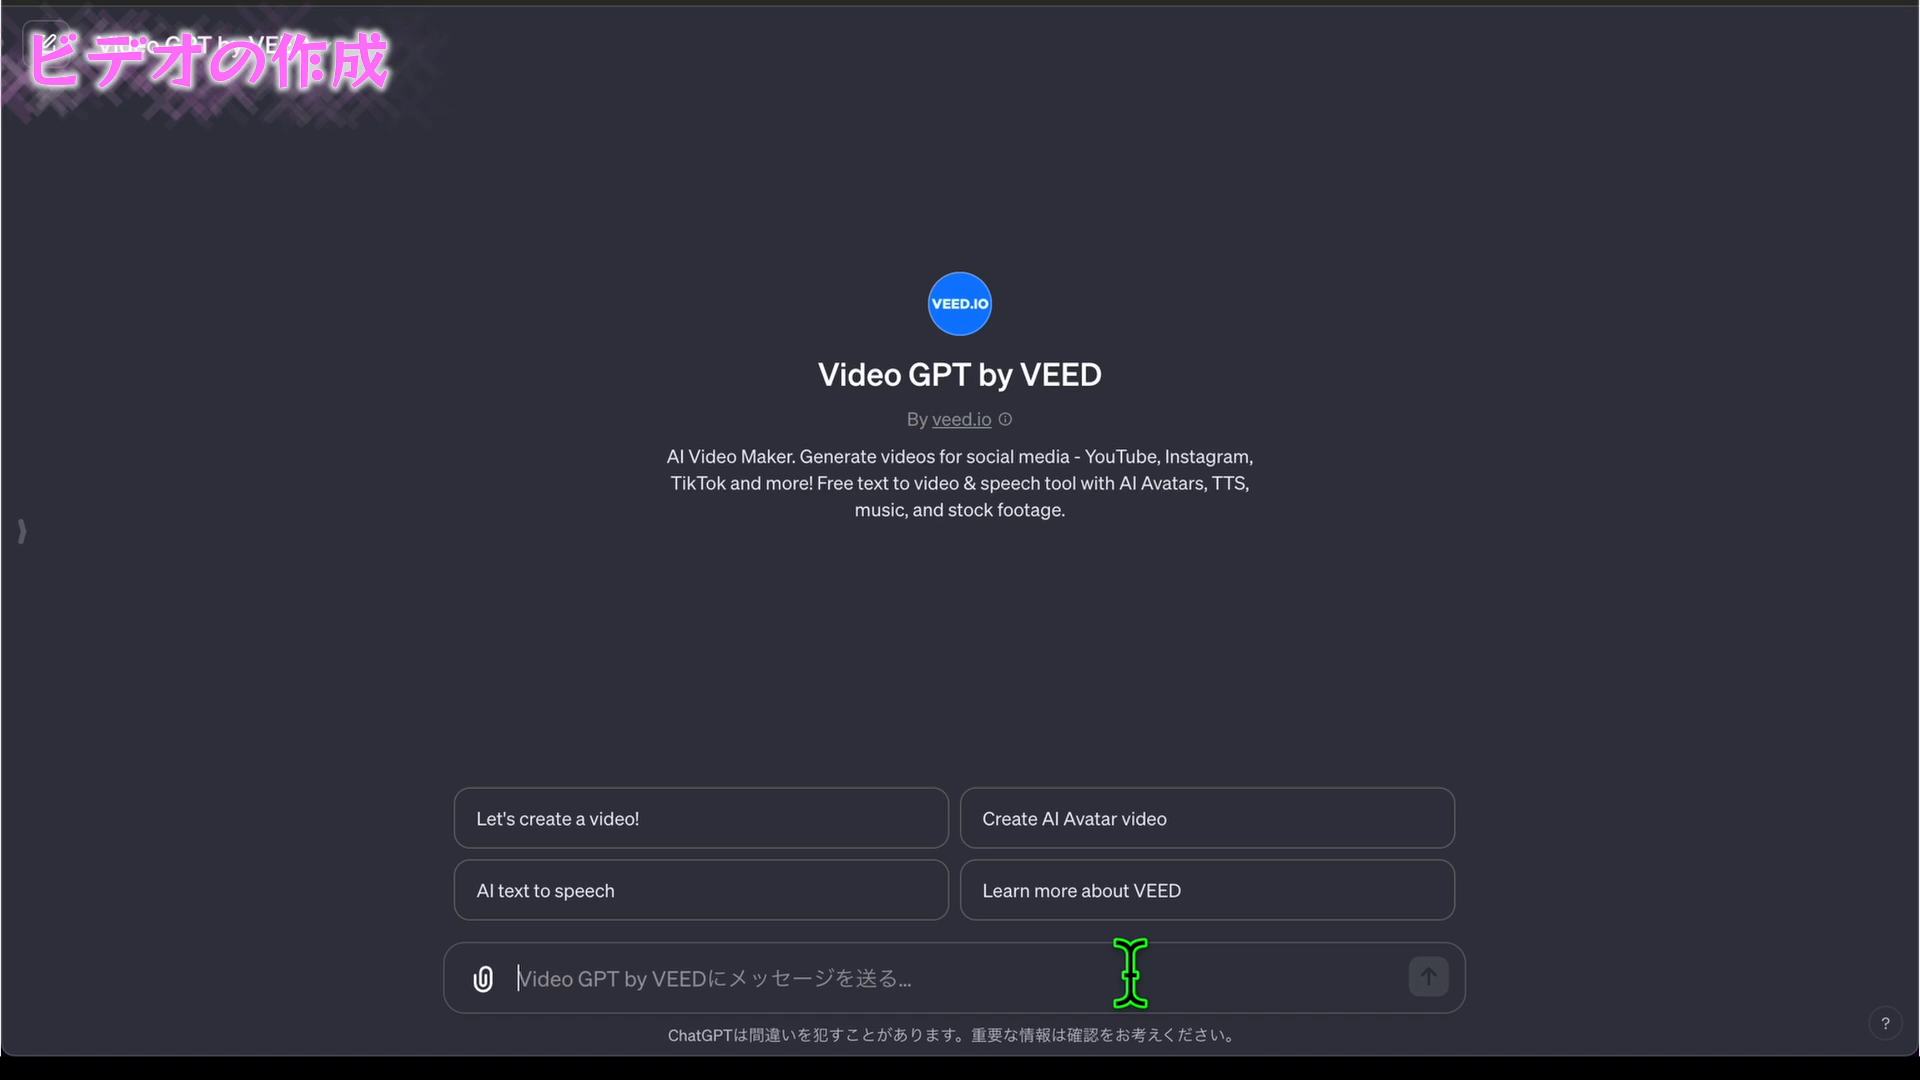 ビデオの作成
Video GPT by VEED
VEED.IO
Video GPT by VEED
By veed.io
AI Video Maker. Generate videos for social media - YouTube, Instagram,
TikTok and more! Free text to video & speech tool with AI Avatars, TTS,
music, and stock footage.
Let's create a video!
Create AI Avatar video
AI text to speech
Learn more about VEED
Video GPT by VEEDにメッセージを送る...
ChatGPTは間違いを犯すことがあります。重要な情報は確認をお考えください。
?